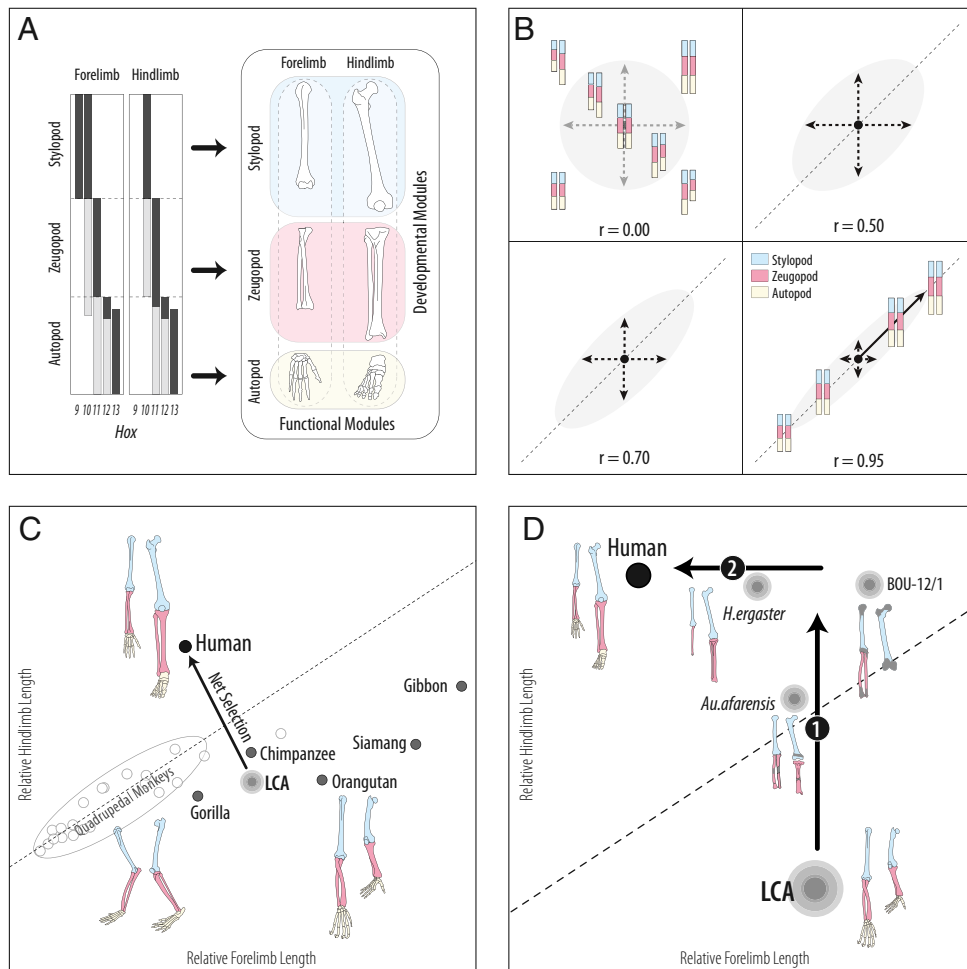 A
Forelimb
Hindlimb
Stylopod
Zeugopod
Autopod
9 10 11 12 13
9 10 11 12 13
Hox
Forelimb
Hindlimb
Stylopod
Zeugopod
Autopod
Developmental Modules
Functional Modules
B
r = 0.00
r = 0.50
r = 0.70
Stylopod
Zeugopod
Autopod
r = 0.95
C
Human
Net Selection
Gibbon
Siamang
Chimpanzee
LCA
Orangutan
Gorilla
Quadrupedal Monkeys
Relative Hindlimb Length
Relative Forelimb Length
D
Human
2
H.ergaster
BOU-12/1
Au.afarensis
1
LCA
Relative Hindlimb Length
Relative Forelimb Length